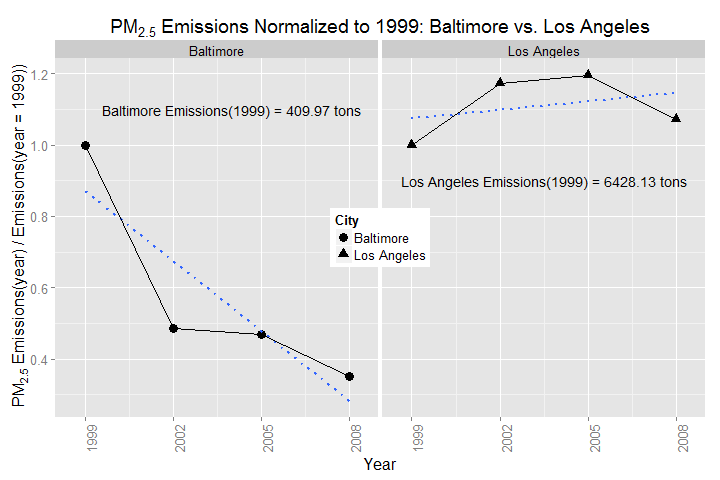 PM2.5 Emissions Normalized to 1999: Baltimore vs. Los Angeles
Baltimore
Los Angeles
PM2.5 Emissions(year) / Emissions(year = 1999))
1.2
1.0
0.8
0.6
0.4
Baltimore Emissions(1999) = 409.97 tons
Los Angeles Emissions(1999) = 6428.13 tons
City
Baltimore
Los Angeles
1999
2002
2005
2008
1999
2002
2005
2008
Year